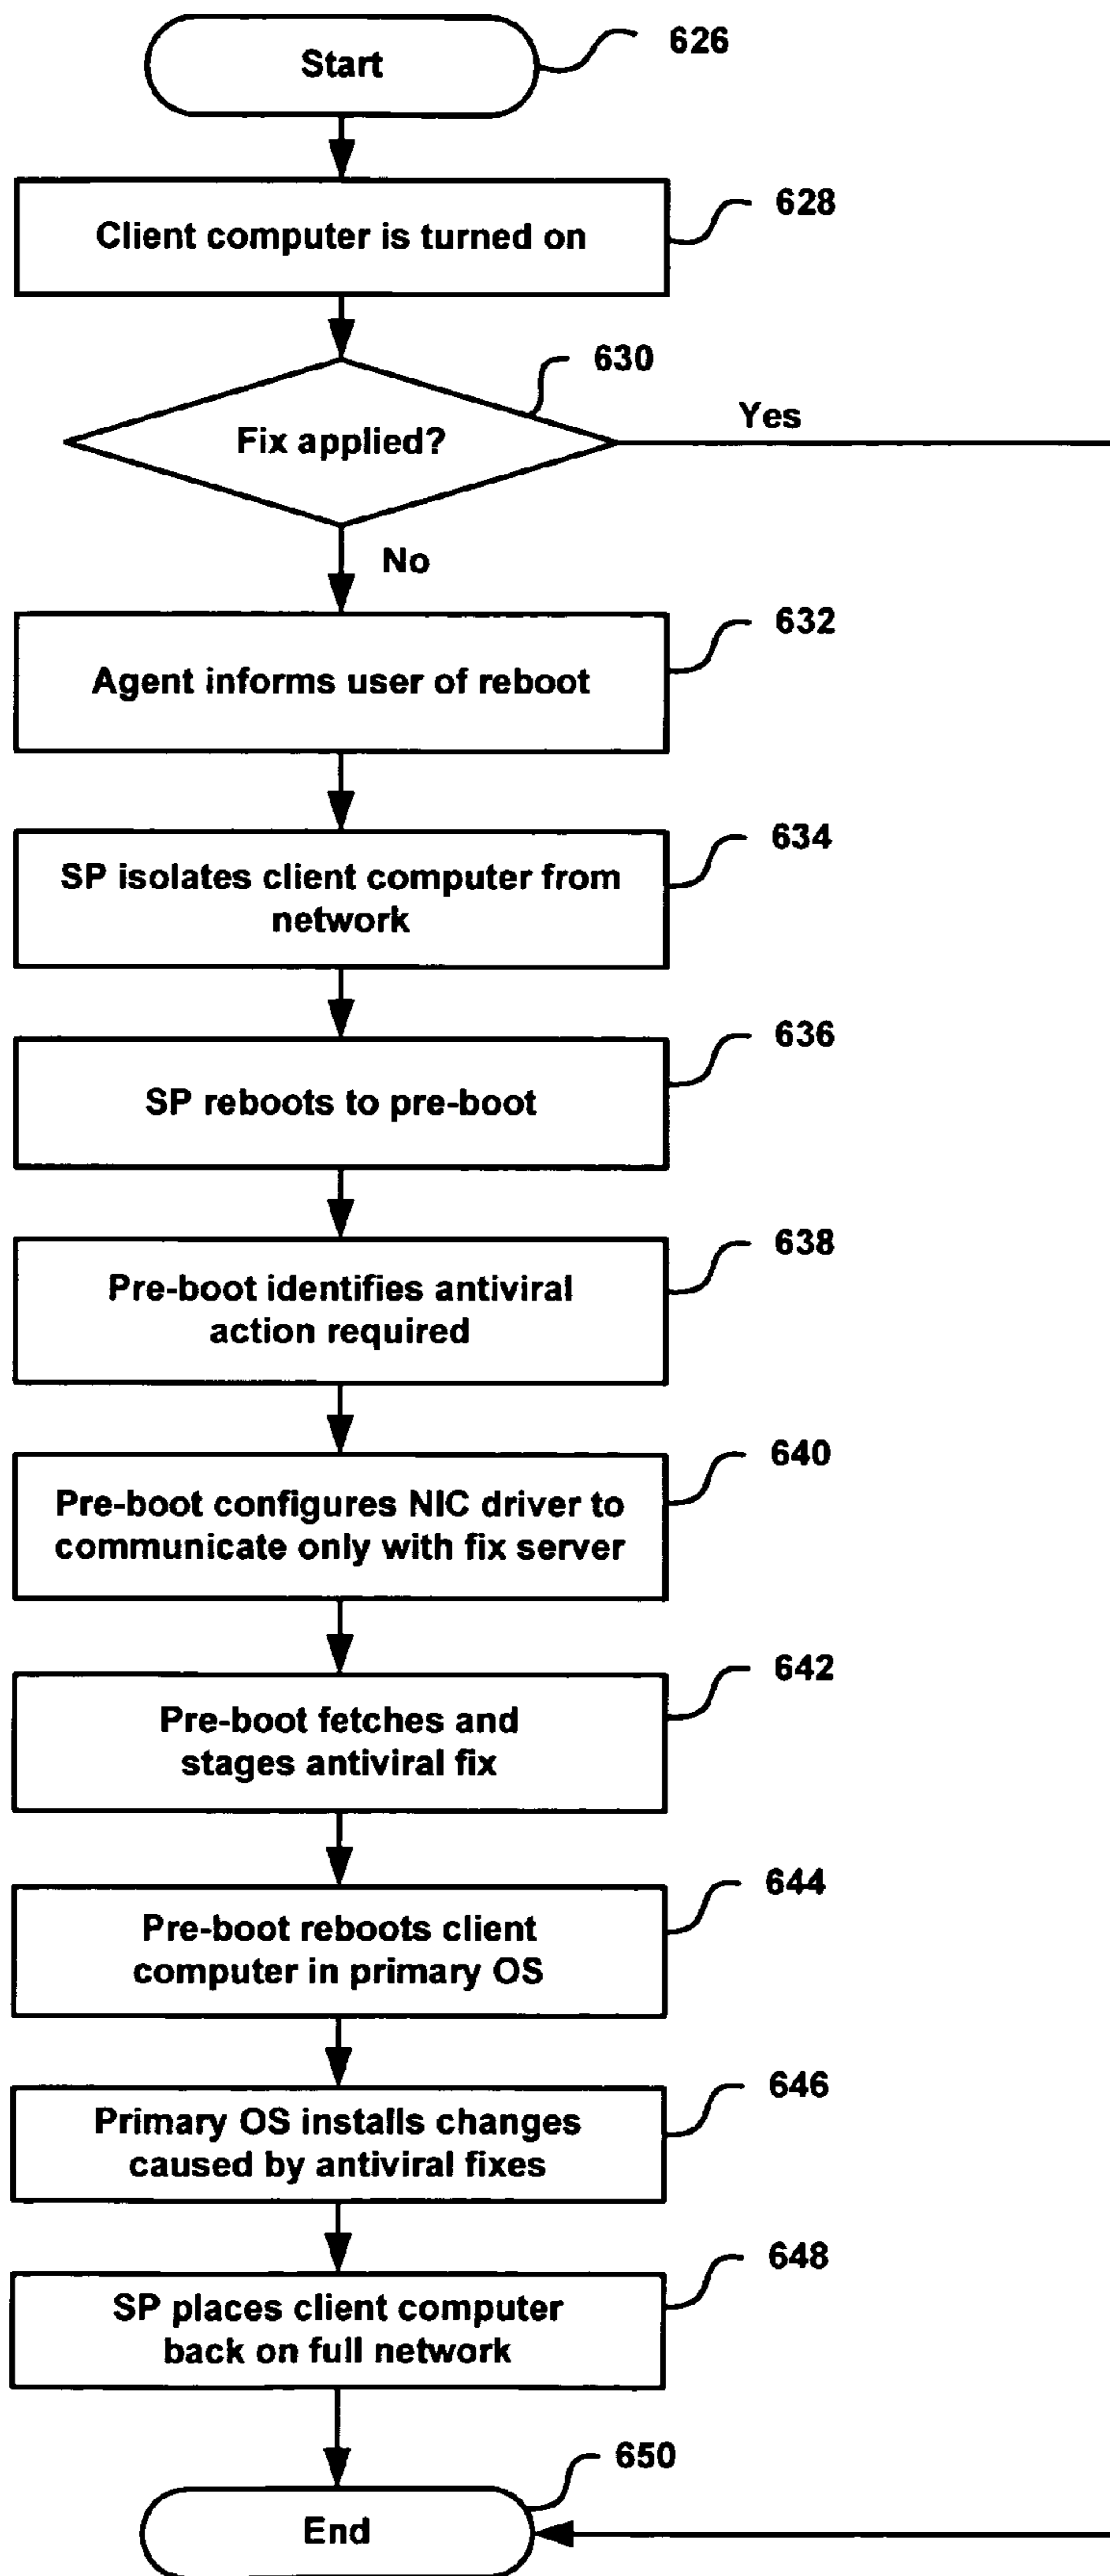 Start
626
Client computer is turned on
628
630
Fix applied?
Yes
No
632
Agent informs user of reboot
634
SP isolates client computer from
network
636
SP reboots to pre-boot
638
Pre-boot identifies antiviral
action required
640
Pre-boot configures NIC driver to
communicate only with fix server
642
Pre-boot fetches and
stages antiviral fix
644
Pre-boot reboots client
computer in primary OS
646
Primary OS installs changes
caused by antiviral fixes
648
SP places client computer
back on full network
650
End